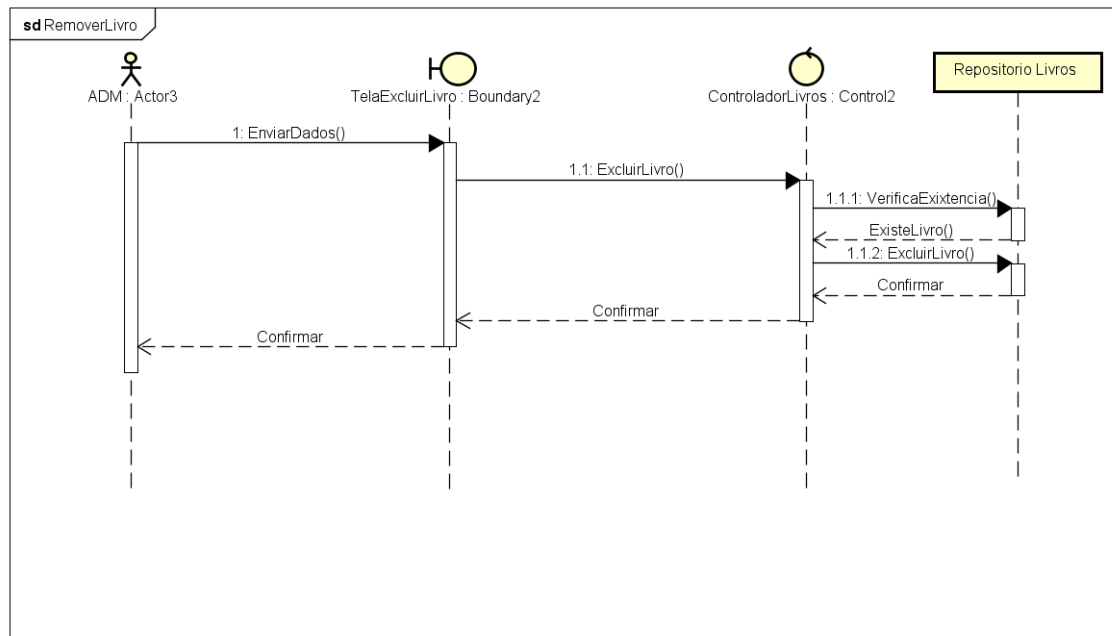 sd RemoverLivro
ADM : Actor3
TelaExcluirLivro : Boundary2
ControladorLivros : Control2
Repositorio Livros
1: EnviarDados()
1.1: ExcluirLivro()
1.1.1: VerificaExixtencia()
ExisteLivro()
1.1.2: ExcluirLivro()
Confirmar
Confirmar
Confirmar